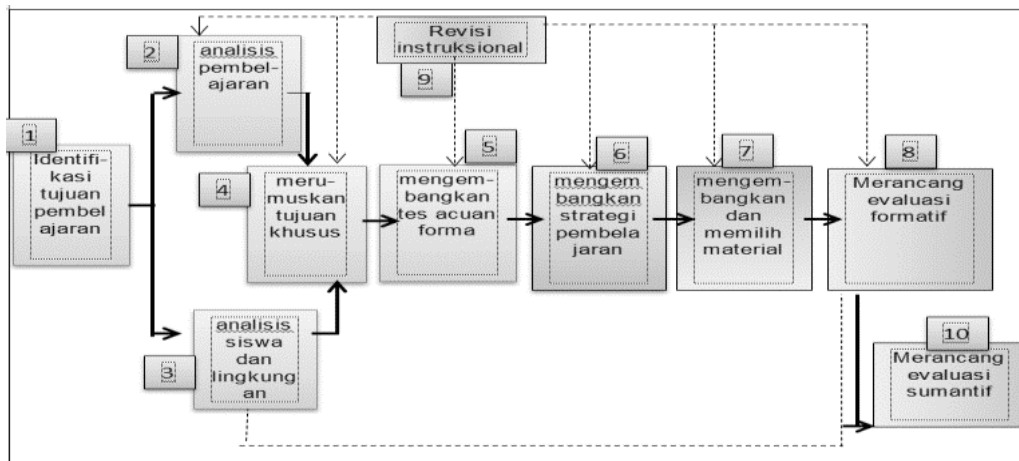 1
Identifi-
kasi
tujuan
pembel
ajaran
2
analisis
pembel-
ajaran
3
analisis
siswa
dan
lingkung
an
4
meru-
muskan
tujuan
khusus
5
mengem-
bangkan
tes acuan
forma
6
mengem
bangkan
strategi
pembela
jaran
7
mengem-
bangkan
dan
memilih
material
8
Merancang
evaluasi
formatif
Revisi
instruksional
9
10
Merancang
evaluasi
sumantif